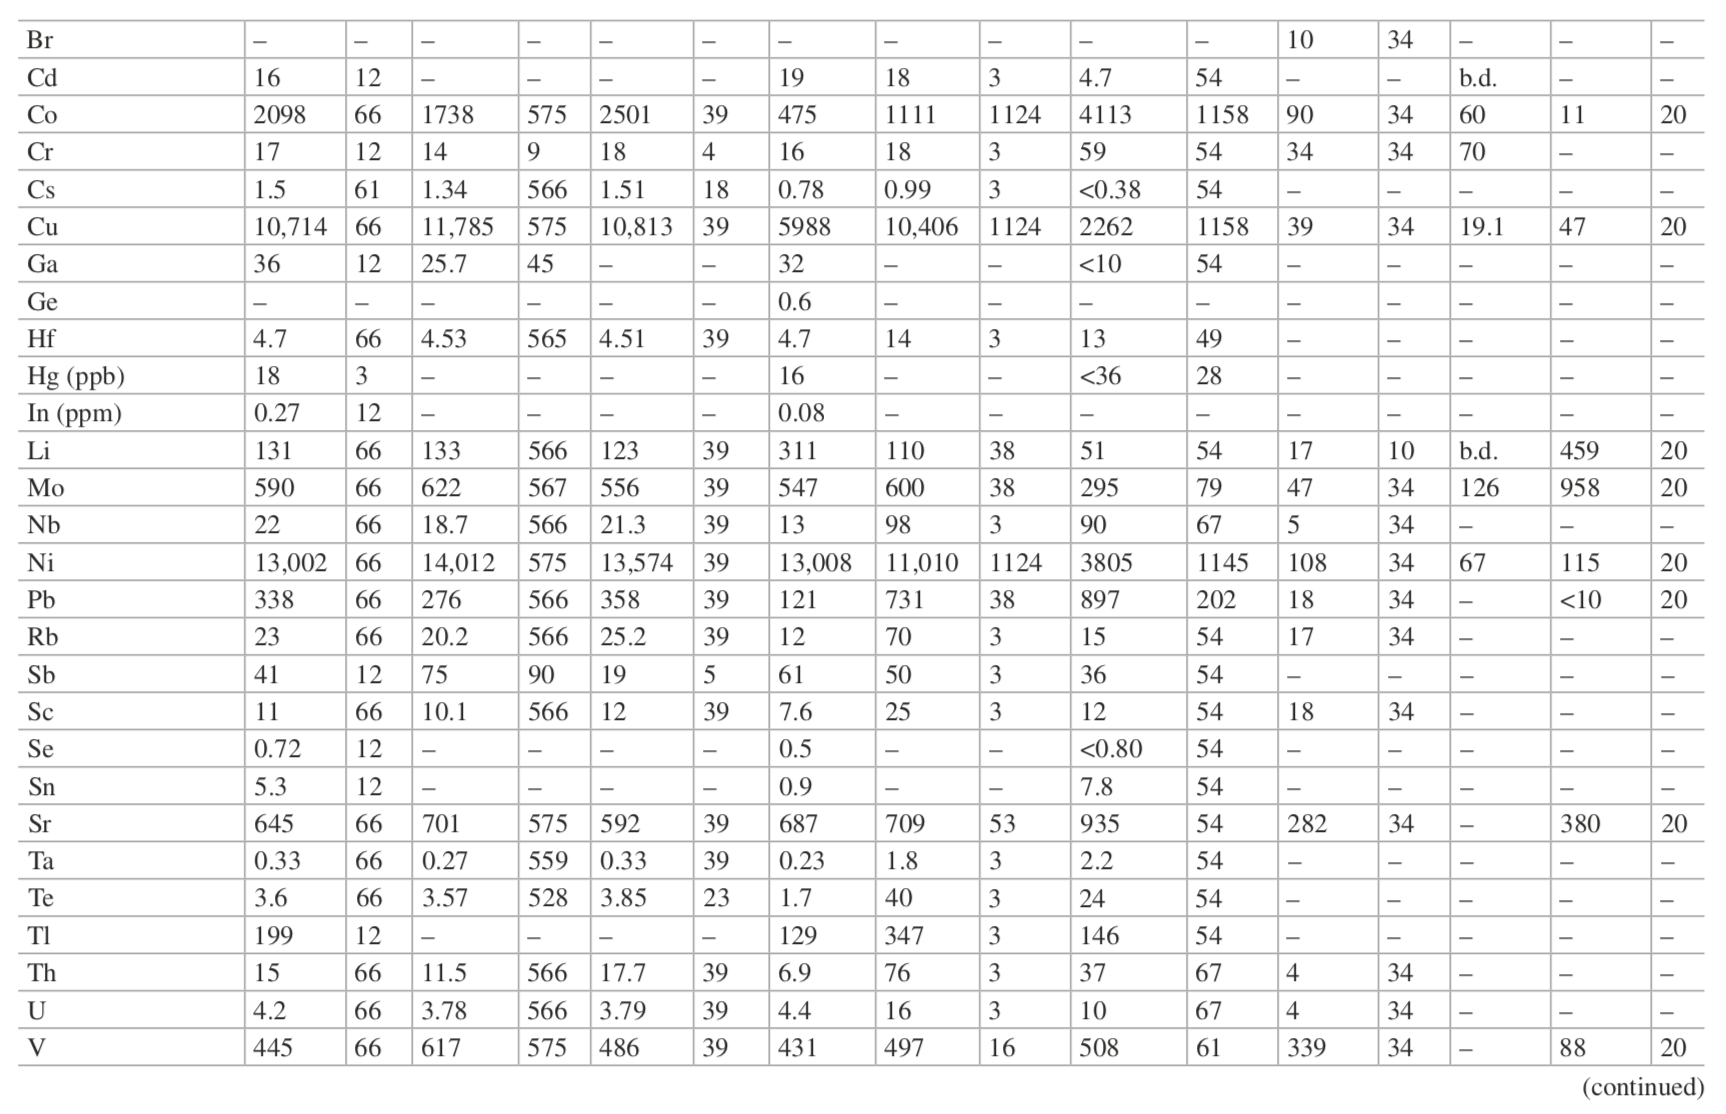 Br – – – – – – – – – – – 10 34 – – –
Cd 16 12 – – – – 19 18 3 4.7 54 – – b.d. – –
Co 2098 66 1738 575 2501 39 475 1111 1124 4113 1158 90 34 60 11 20
Cr 17 12 14 9 18 4 16 18 3 59 54 34 34 70 – –
Cs 1.5 61 1.34 566 1.51 18 0.78 0.99 3 <0.38 54 – – – – –
Cu 10,714 66 11,785 575 10,813 39 5988 10,406 1124 2262 1158 39 34 19.1 47 20
Ga 36 12 25.7 45 – – 32 – – <10 54 – – – – –
Ge – – – – – – 0.6 – – – – – – – – –
Hf 4.7 66 4.53 565 4.51 39 4.7 14 3 13 49 – – – – –
Hg (ppb) 18 3 – – – – 16 – – <36 28 – – – – –
In (ppm) 0.27 12 – – – – 0.08 – – – – – – – – –
Li 131 66 133 566 123 39 311 110 38 51 54 17 10 b.d. 459 20
Mo 590 66 622 567 556 39 547 600 38 295 79 47 34 126 958 20
Nb 22 66 18.7 566 21.3 39 13 98 3 90 67 5 34 – – –
Ni 13,002 66 14,012 575 13,574 39 13,008 11,010 1124 3805 1145 108 34 67 115 20
Pb 338 66 276 566 358 39 121 731 38 897 202 18 34 – <10 20
Rb 23 66 20.2 566 25.2 39 12 70 3 15 54 17 34 – – –
Sb 41 12 75 90 19 5 61 50 3 36 54 – – – – –
Sc 11 66 10.1 566 12 39 7.6 25 3 12 54 18 34 – – –
Se 0.72 12 – – – – 0.5 – – <0.80 54 – – – – –
Sn 5.3 12 – – – – 0.9 – – 7.8 54 – – – – –
Sr 645 66 701 575 592 39 687 709 53 935 54 282 34 – 380 20
Ta 0.33 66 0.27 559 0.33 39 0.23 1.8 3 2.2 54 – – – – –
Te 3.6 66 3.57 528 3.85 23 1.7 40 3 24 54 – – – – –
Tl 199 12 – – – – 129 347 3 146 54 – – – – –
Th 15 66 11.5 566 17.7 39 6.9 76 3 37 67 4 34 – – –
U 4.2 66 3.78 566 3.79 39 4.4 16 3 10 67 4 34 – – –
V 445 66 617 575 486 39 431 497 16 508 61 339 34 – 88 20
(continued)